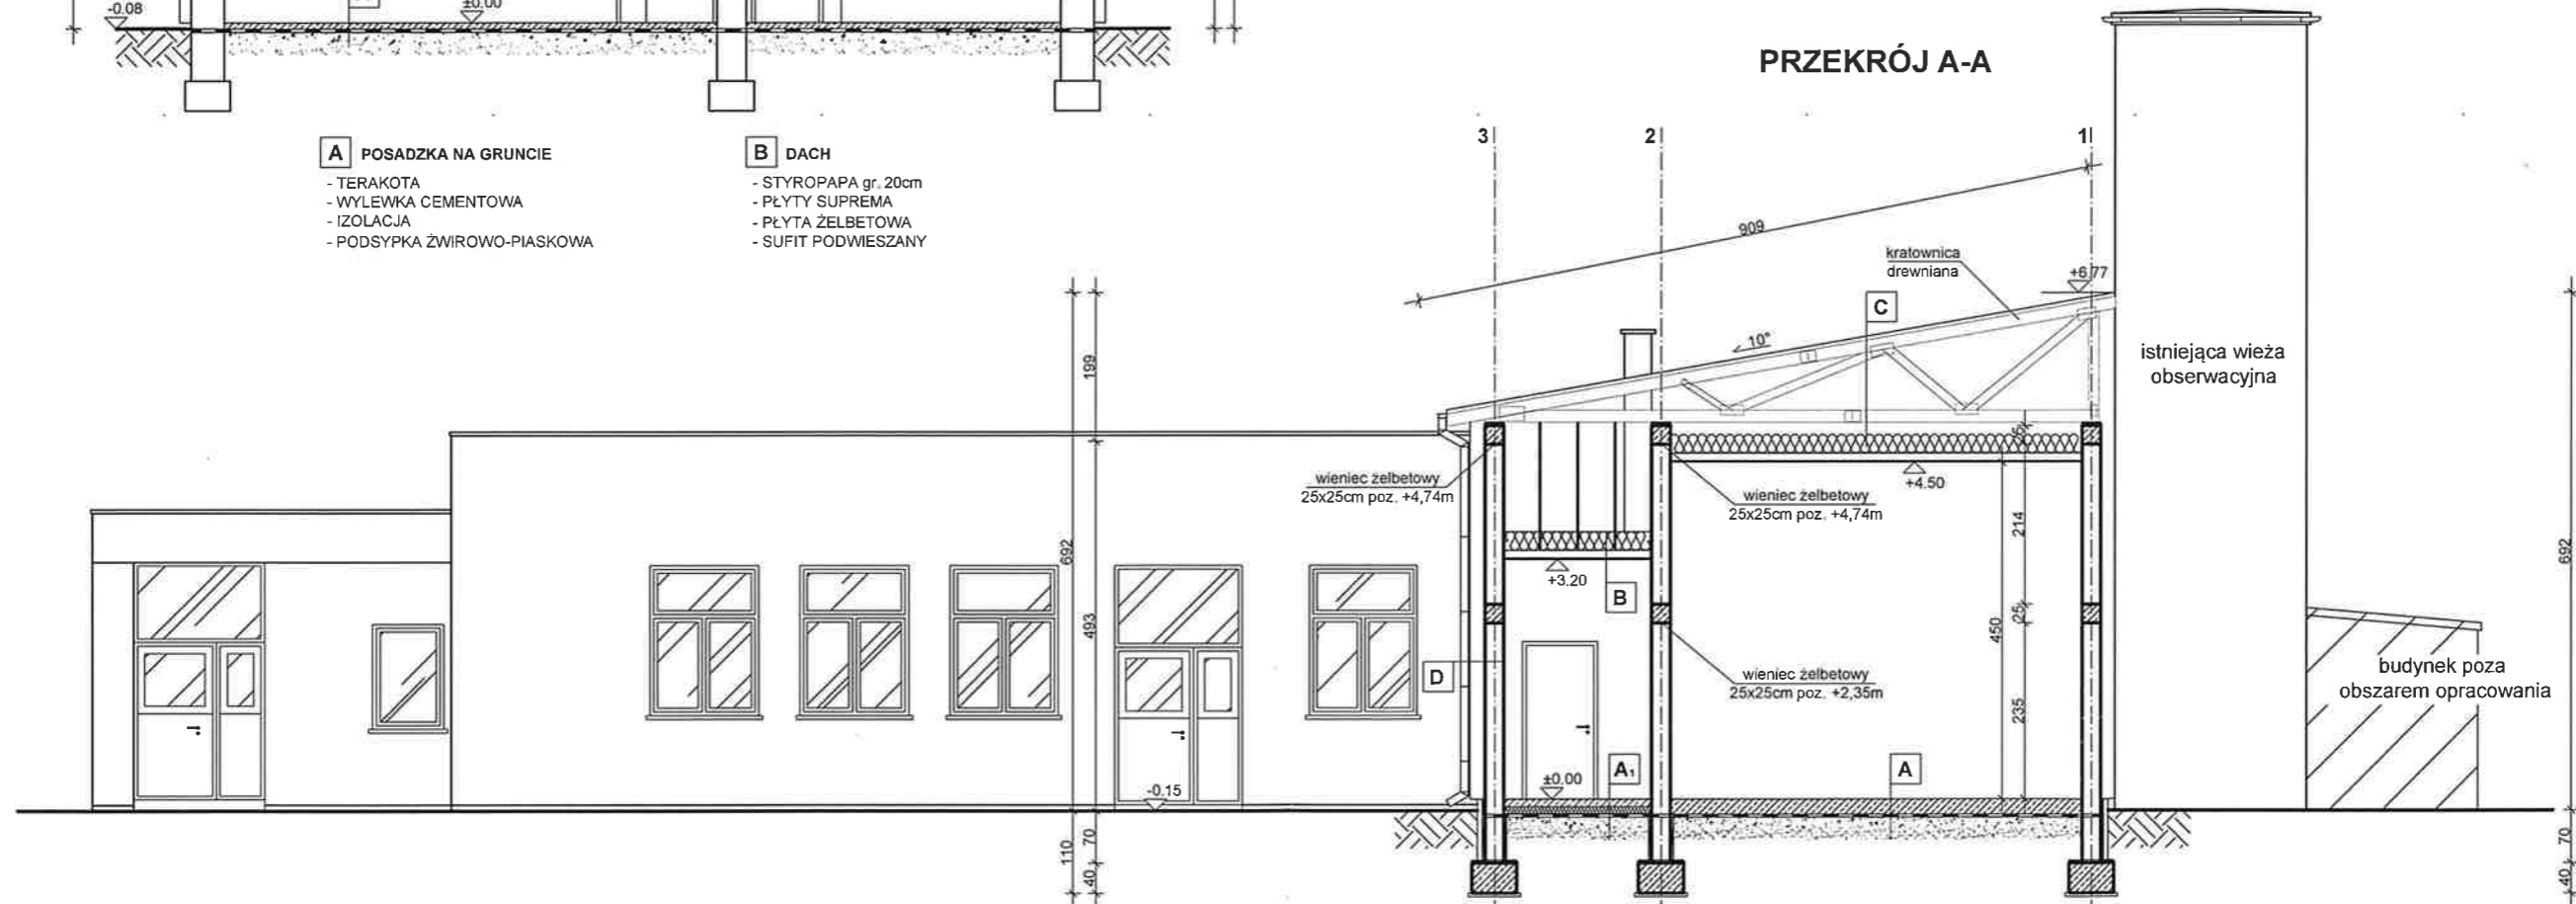 -0.08
±0.00
PRZEKRÓJ A-A
A POSADZKA NA GRUNCIE
- TERAKOTA
- WYLEWKA CEMENTOWA
- IZOLACJA
- PODSYPKA ŻWIROWO-PIASKOWA
B DACH
- STYROPAPA gr. 20cm
- PŁYTY SUPREMA
- PŁYTA ŻELBETOWA
- SUFIT PODWIESZANY
3
2
1
909
kratownica
drewniana
+6,77
C
10°
istniejąca wieża
obserwacyjna
199
692
493
wieniec żelbetowy
25x25cm poz. +4,74m
wieniec żelbetowy
25x25cm poz. +4,74m
+4.50
+3.20
B
26
214
25
450
235
692
D
wieniec żelbetowy
25x25cm poz. +2,35m
budynek poza
obszarem opracowania
-0.15
±0.00
A1
A
110
70
40
70
40